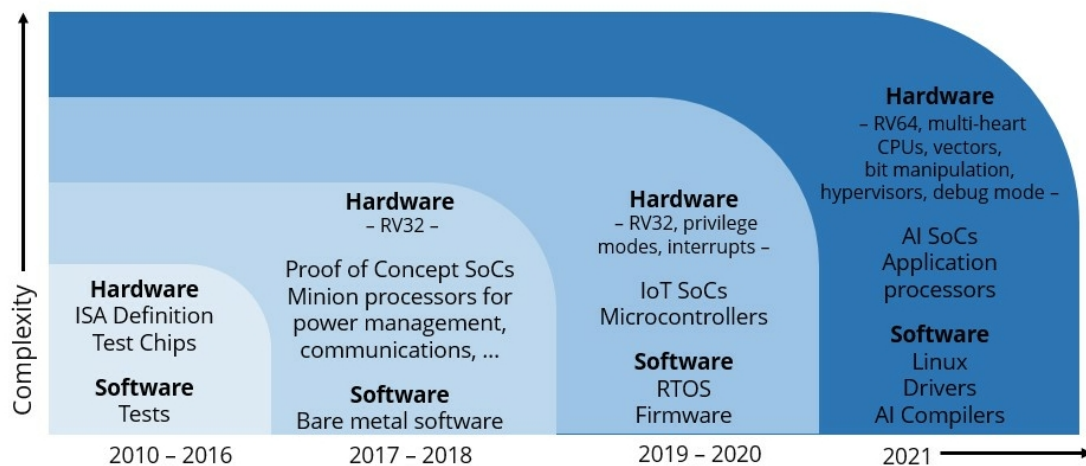 Complexity
Hardware
ISA Definition
Test Chips
Software
Tests
2010 – 2016
Hardware
– RV32 –
Proof of Concept SoCs
Minion processors for
power management,
communications, ...
Software
Bare metal software
2017 – 2018
Hardware
– RV32, privilege
modes, interrupts –
IoT SoCs
Microcontrollers
Software
RTOS
Firmware
2019 – 2020
Hardware
– RV64, multi-heart
CPUs, vectors,
bit manipulation,
hypervisors, debug mode –
AI SoCs
Application
processors
Software
Linux
Drivers
AI Compilers
2021